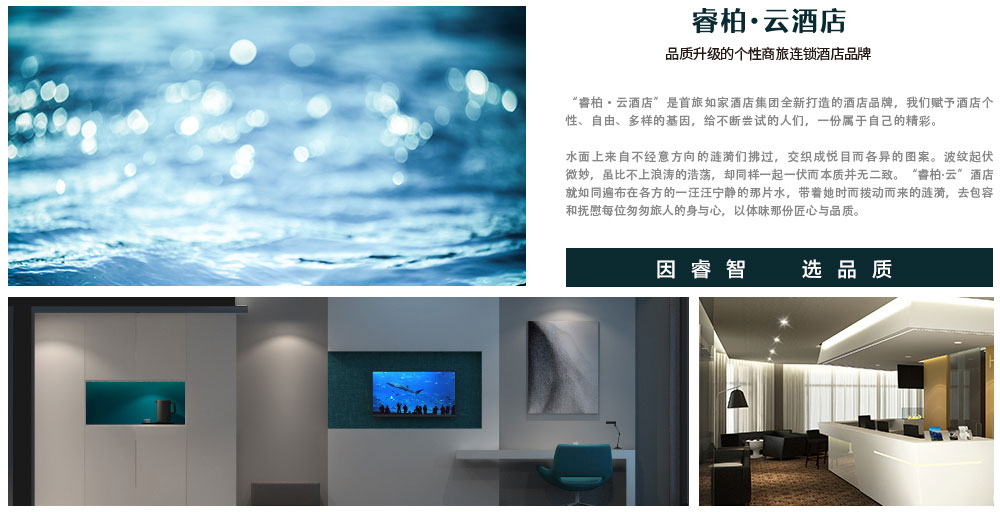 睿柏·云酒店
品质升级的个性商旅连锁酒店品牌
“睿柏·云酒店”是首旅如家酒店集团全新打造的酒店品牌，我们赋予酒店个
性、自由、多样的基因，给不断尝试的人们，一份属于自己的精彩。
水面上来自不经意方向的涟漪们拂过，交织成悦目而各异的图案。波纹起伏
微妙，虽比不上浪涛的浩荡，却同样一起一伏而本质并无二致。“睿柏·云”酒店
就如同遍布在各方的一汪汪宁静的那片水，带着她时而拨动而来的涟漪，去包容
和抚慰每位匆匆旅人的身与心，以体味那份匠心与品质。
因睿智 选品质